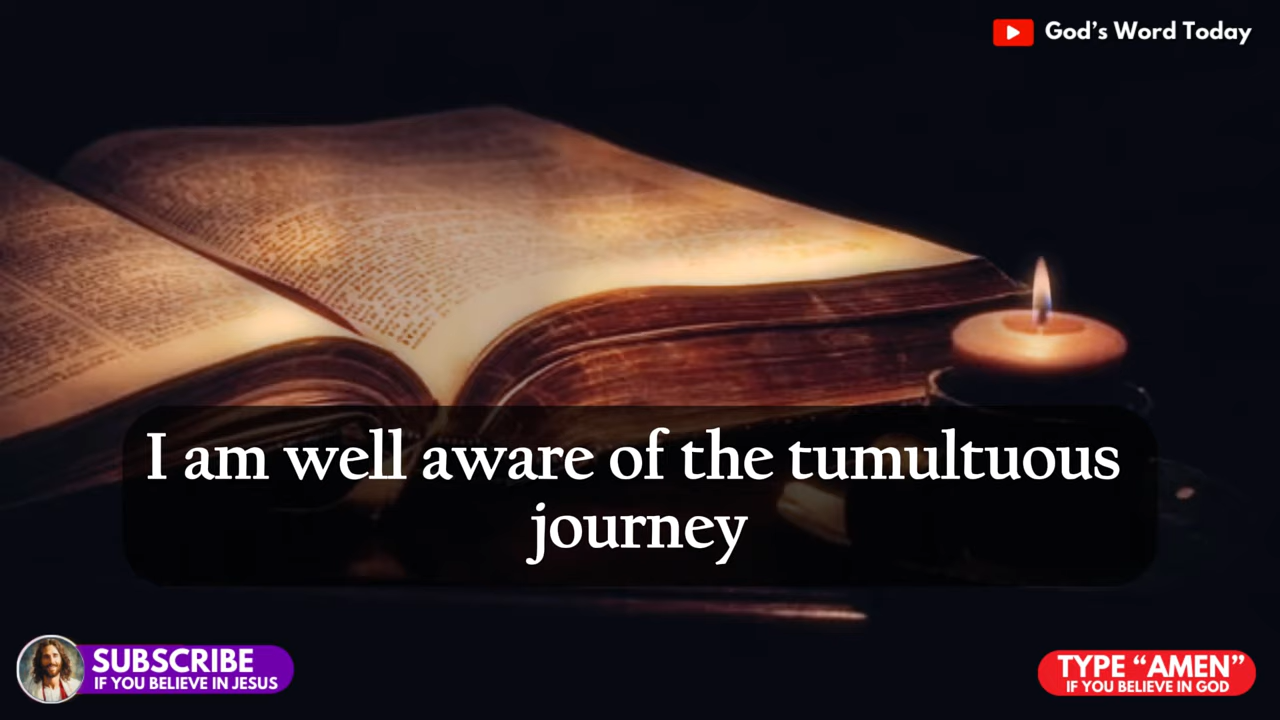 God's Word Today
I am well aware of the tumultuous
journey
SUBSCRIBE
IF YOU BELIEVE IN JESUS
TYPE “AMEN”
IF YOU BELIEVE IN GOD